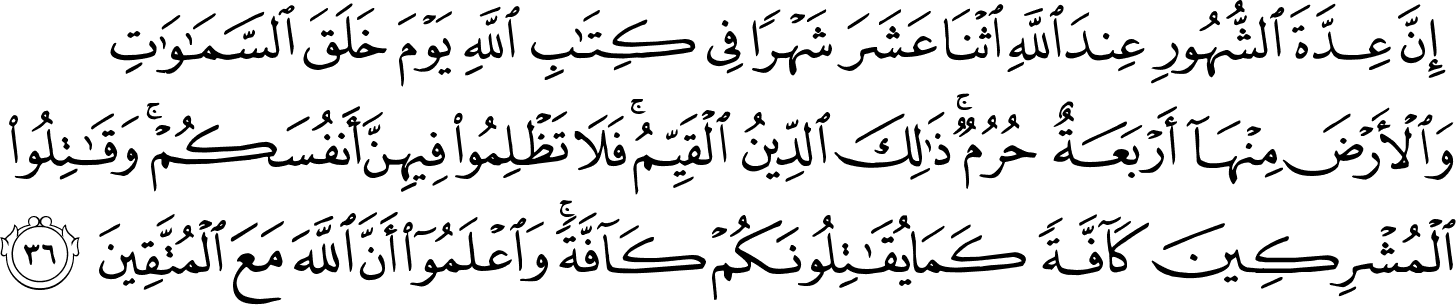 إِنَّ عِدَّةَ ٱلشُّهُورِ عِندَ ٱللَّهِ ٱثْنَا عَشَرَ شَهْرًا فِى كِتَٰبِ ٱللَّهِ يَوْمَ خَلَقَ ٱلسَّمَٰوَٰتِ
وَٱلْأَرْضَ مِنْهَآ أَرْبَعَةٌ حُرُمٌ ۚ ذَٰلِكَ ٱلدِّينُ ٱلْقَيِّمُ ۚ فَلَا تَظْلِمُوا۟ فِيهِنَّ أَنفُسَكُمْ ۚ وَقَٰتِلُوا۟
ٱلْمُشْرِكِينَ كَآفَّةً كَمَا يُقَٰتِلُونَكُمْ كَآفَّةً ۚ وَٱعْلَمُوٓا۟ أَنَّ ٱللَّهَ مَعَ ٱلْمُتَّقِينَ ٣٦